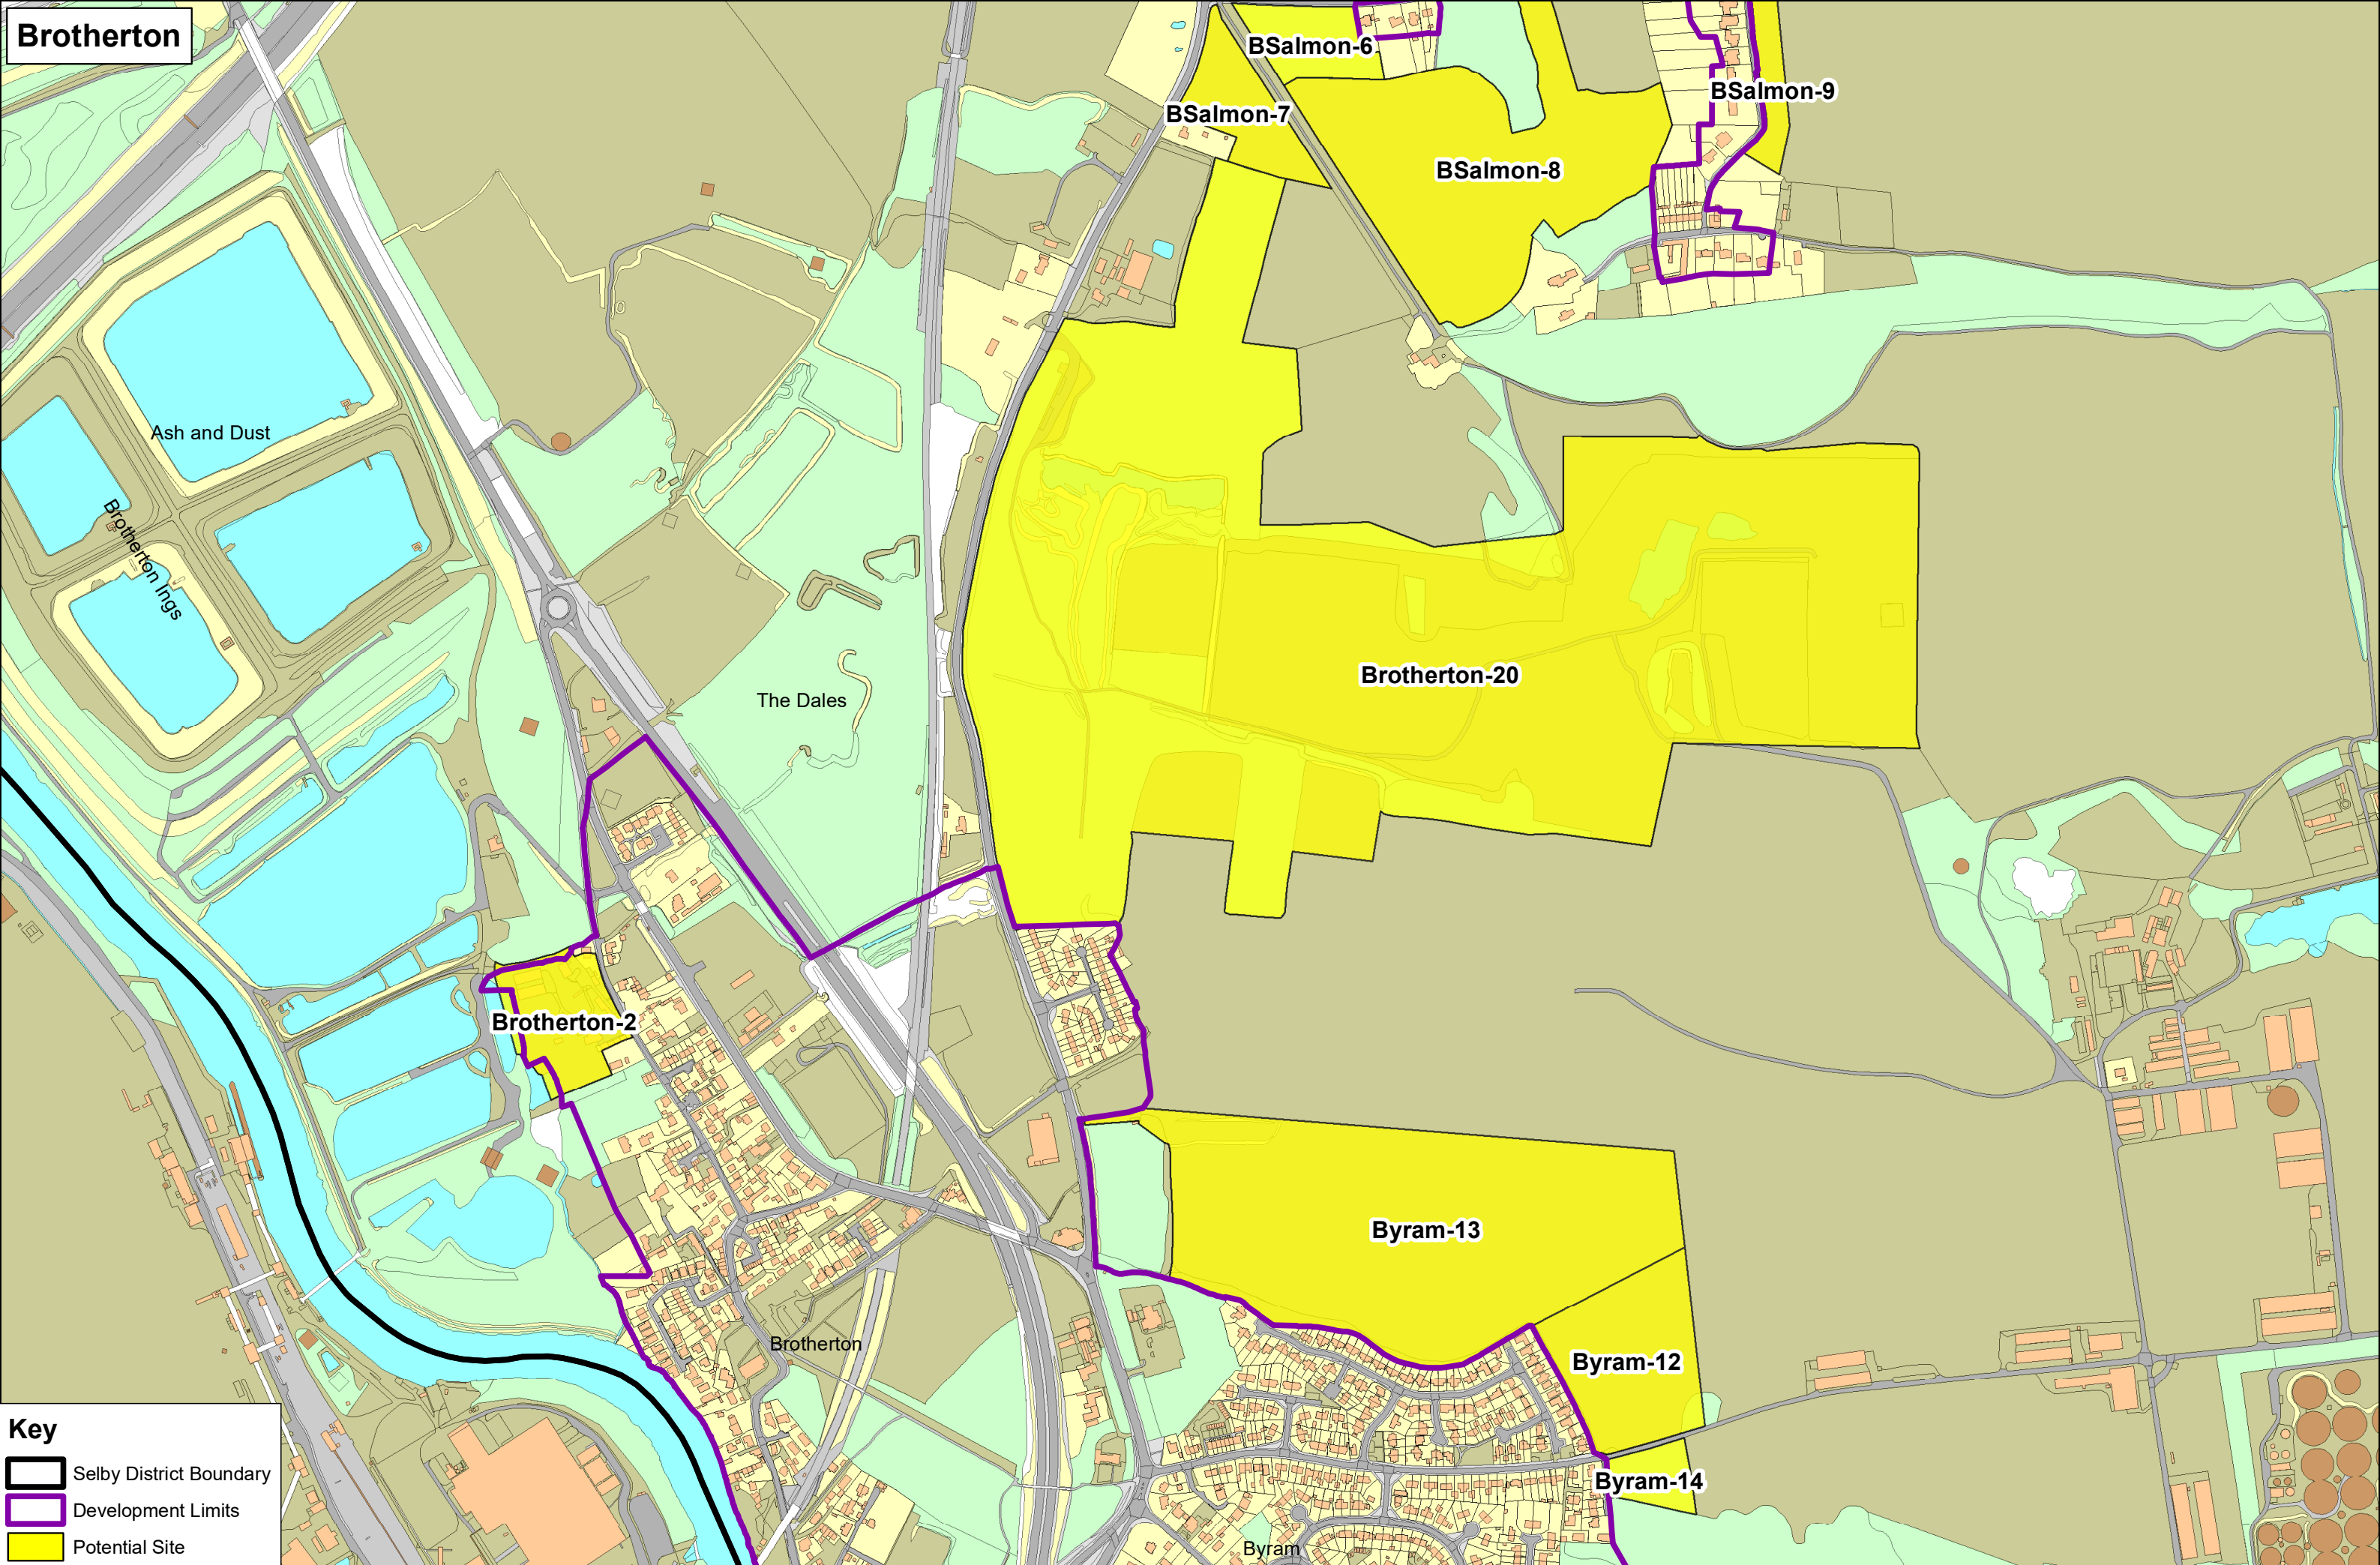 Brotherton
BSalmon-6
BSalmon-9
BSalmon-7
BSalmon-8
Ash and Dust
Brotherton Ings
Brotherton-20
The Dales
Brotherton-2
Byram-13
Brotherton
Byram-12
Byram-14
Byram
Key
Selby District Boundary
Development Limits
Potential Site